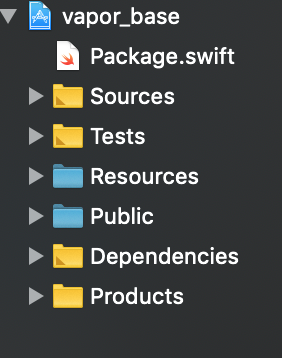 vapor_base
Package.swift
Sources
Tests
Resources
Public
Dependencies
Products